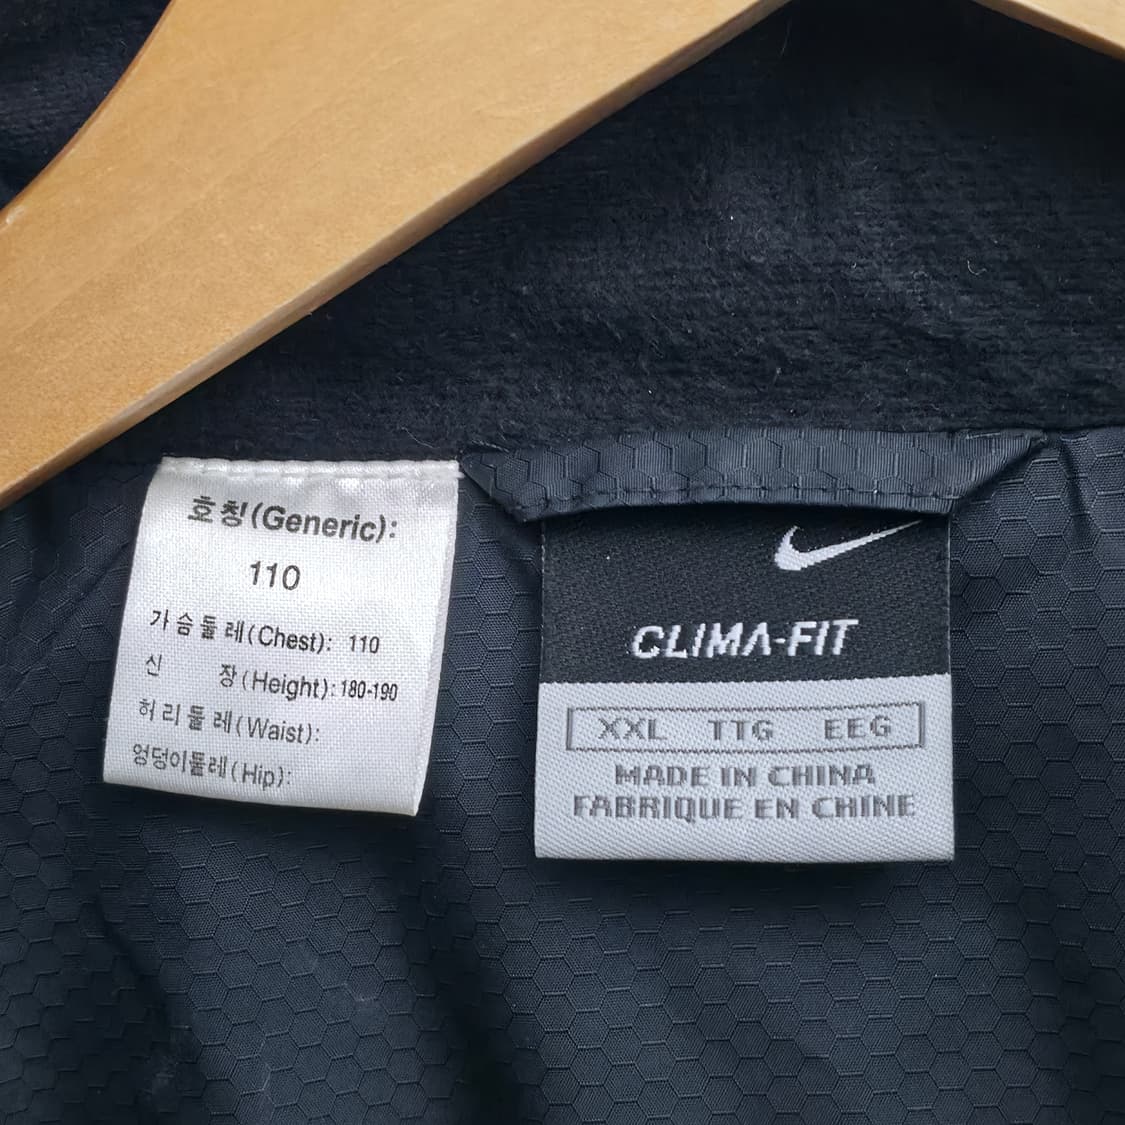 호칭(Generic):
110
가슴둘레(Chest): 110
신 장(Height):180-190
허리둘레(Waist):
엉덩이둘레(Hip):
CLIMA-FIT
XXL TTG EEG
MADE IN CHINA
FABRIQUE EN CHINE